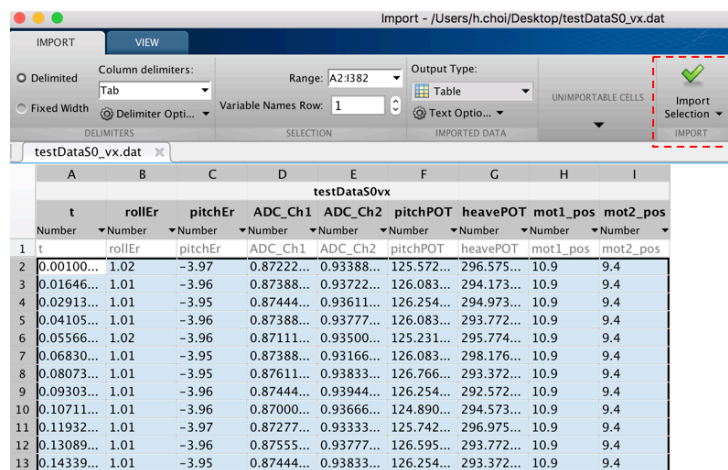 Import - /Users/h.choi/Desktop/testDataS0_vx.dat
IMPORT VIEW
Delimited
Column delimiters:
Tab
Fixed Width
Delimiter Opti...
DELIMITERS
Range: A2:I382
Variable Names Row: 1
SELECTION
Output Type:
Table
Text Optio...
IMPORTED DATA
UNIMPORTABLE CELLS
Import
Selection
IMPORT
testDataS0_vx.dat
A B C D E F G H I
testDataS0vx
t rollEr pitchEr ADC_Ch1 ADC_Ch2 pitchPOT heavePOT mot1_pos mot2_pos
Number Number Number Number Number Number Number Number Number
1 t rollEr pitchEr ADC_Ch1 ADC_Ch2 pitchPOT heavePOT mot1_pos mot2_pos
2 0.00100... 1.02 -3.97 0.87222... 0.93388... 125.572... 296.575... 10.9 9.4
3 0.01646... 1.01 -3.96 0.87388... 0.93722... 126.083... 294.173... 10.9 9.4
4 0.02913... 1.01 -3.95 0.87444... 0.93611... 126.254... 294.973... 10.9 9.4
5 0.04105... 1.01 -3.96 0.87388... 0.93777... 126.083... 293.772... 10.9 9.4
6 0.05566... 1.02 -3.96 0.87111... 0.93500... 125.231... 295.774... 10.9 9.4
7 0.06830... 1.01 -3.95 0.87388... 0.93166... 126.083... 298.176... 10.9 9.4
8 0.08073... 1.01 -3.95 0.87611... 0.93833... 126.766... 293.372... 10.9 9.4
9 0.09303... 1.01 -3.96 0.87444... 0.93944... 126.254... 292.572... 10.9 9.4
10 0.10711... 1.01 -3.96 0.87000... 0.93666... 124.890... 294.573... 10.9 9.4
11 0.11932... 1.01 -3.97 0.87277... 0.93333... 125.742... 296.975... 10.9 9.4
12 0.13089... 1.01 -3.96 0.87555... 0.93777... 126.595... 293.772... 10.9 9.4
13 0.14339... 1.01 -3.95 0.87444... 0.93833... 126.254... 293.372... 10.9 9.4